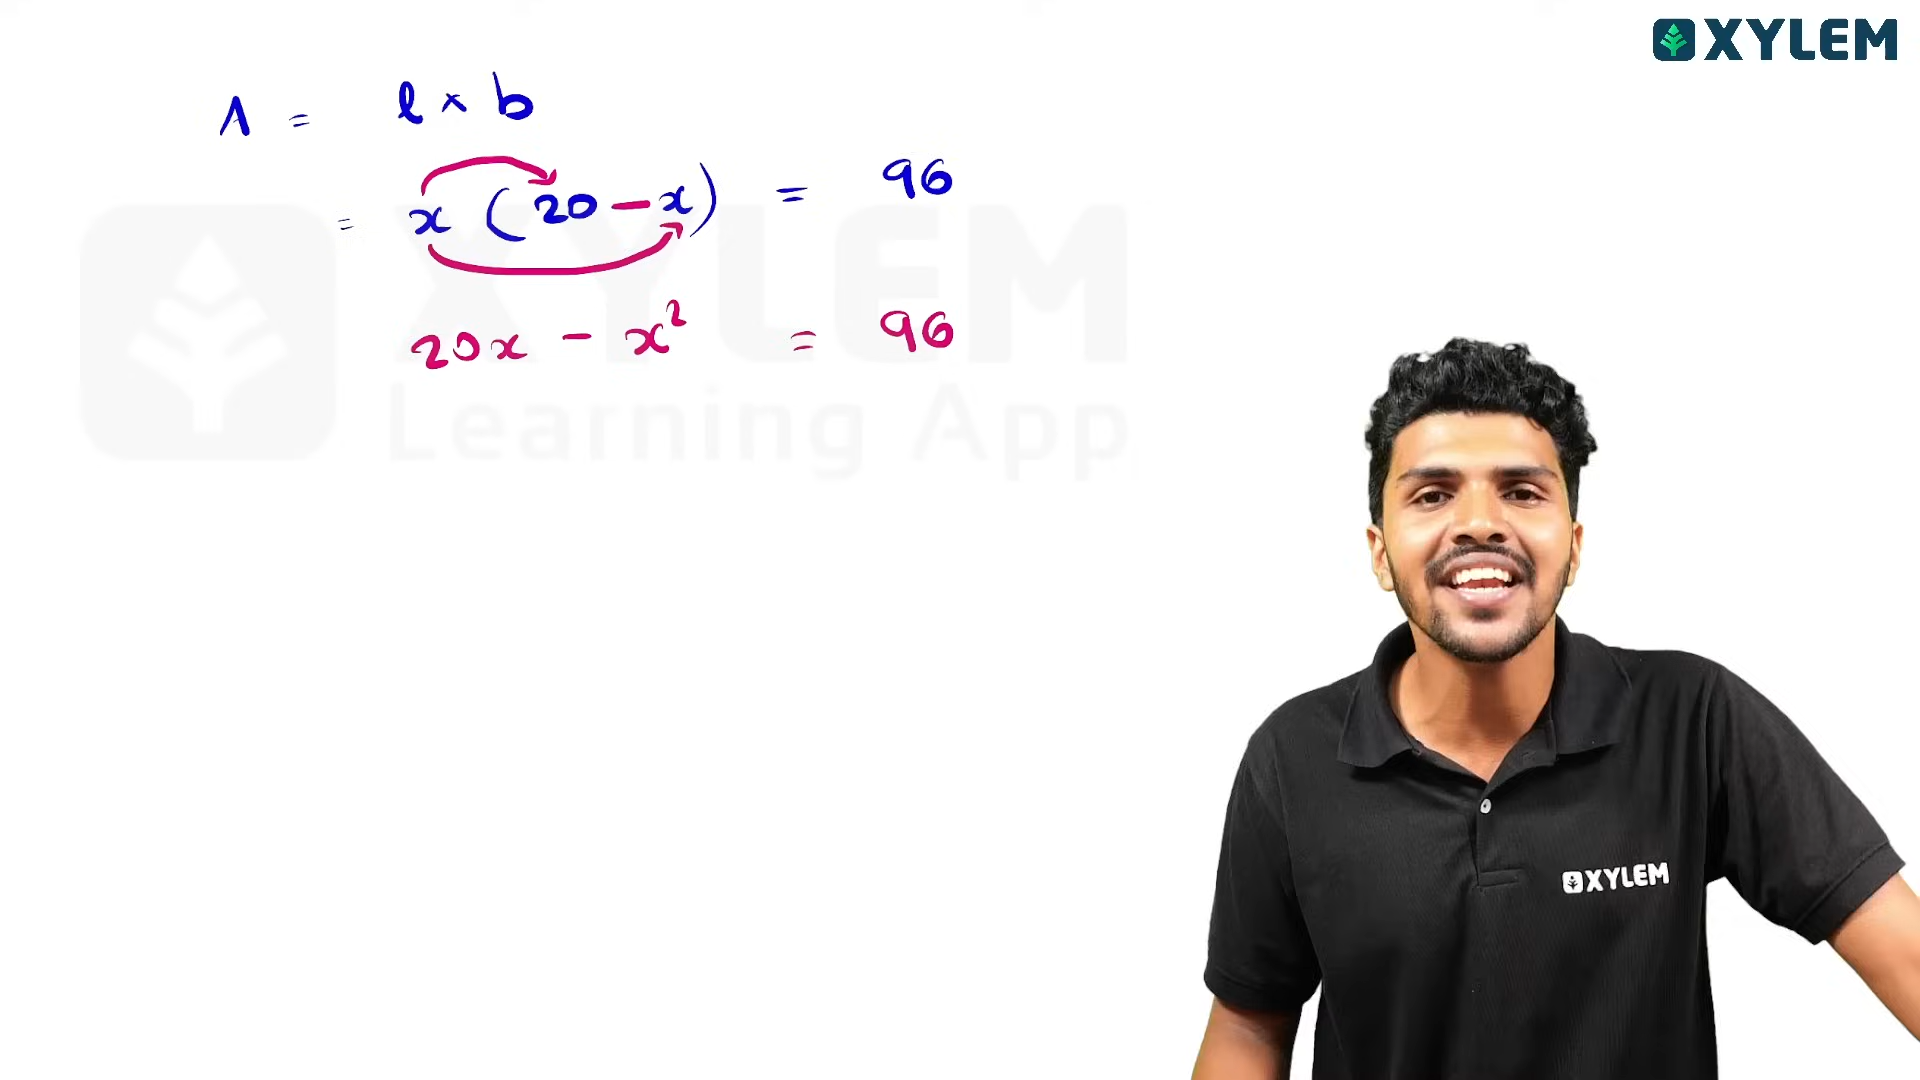 XYLEM
A = l × b
= x (20 − x) = 96
20x − x² = 96
XYLEM
Learning App
XYLEM